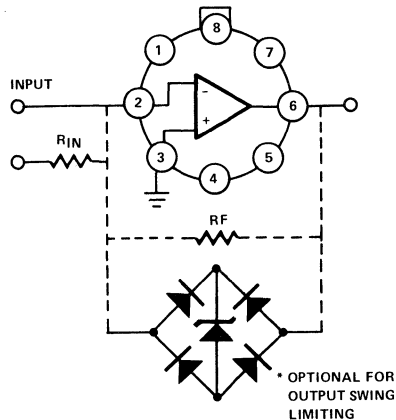 8
1
7
INPUT
2
-
6
+
RIN
3
5
4
RF
* OPTIONAL FOR
OUTPUT SWING
LIMITING